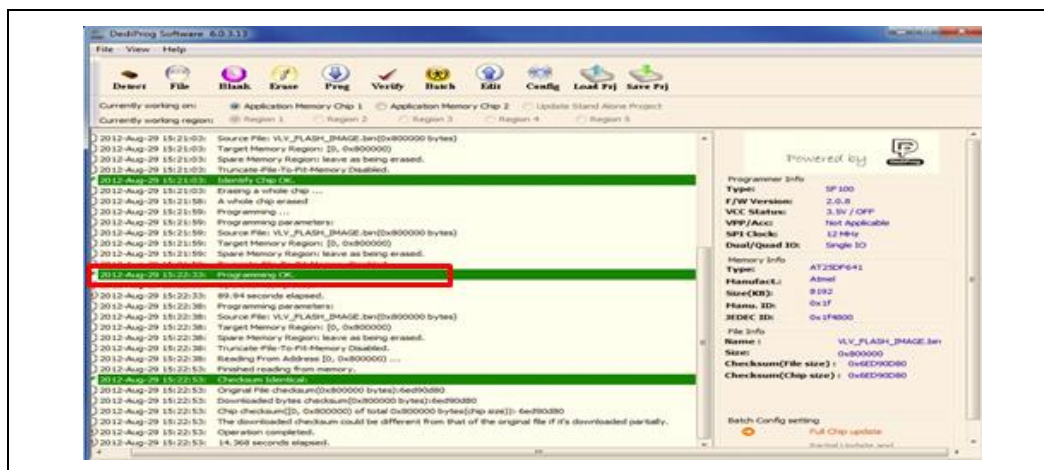 DediProg Software 6.0.3.13
File View Help
Detect File Blank Erase Prog Verify Batch Edit Config Load Prj Save Prj
Currently working on: Application Memory Chip 1 Application Memory Chip 2 Update Stand Alone Project
Currently working region: Region 1 Region 2 Region 3 Region 4 Region 5
2012-Aug-29 15:21:03: Source File: VLV_FLASH_IMAGE.bin(0x800000 bytes)
2012-Aug-29 15:21:03: Target Memory Region: [0, 0x800000)
2012-Aug-29 15:21:03: Spare Memory Region: leave as being erased.
2012-Aug-29 15:21:03: Truncate-File-To-Fit-Memory Disabled.
2012-Aug-29 15:21:03: Identify Chip OK.
2012-Aug-29 15:21:03: Erasing a whole chip ...
2012-Aug-29 15:21:58: A whole chip erased
2012-Aug-29 15:21:59: Programming ...
2012-Aug-29 15:21:59: Programming parameters:
2012-Aug-29 15:21:59: Source File: VLV_FLASH_IMAGE.bin(0x800000 bytes)
2012-Aug-29 15:21:59: Target Memory Region: [0, 0x800000)
2012-Aug-29 15:21:59: Spare Memory Region: leave as being erased.
2012-Aug-29 15:22:33: Programming OK.
2012-Aug-29 15:22:33: 89.94 seconds elapsed.
2012-Aug-29 15:22:38: Programming parameters:
2012-Aug-29 15:22:38: Source File: VLV_FLASH_IMAGE.bin(0x800000 bytes)
2012-Aug-29 15:22:38: Target Memory Region: [0, 0x800000)
2012-Aug-29 15:22:38: Spare Memory Region: leave as being erased.
2012-Aug-29 15:22:38: Truncate-File-To-Fit-Memory Disabled.
2012-Aug-29 15:22:38: Reading From Address [0, 0x800000) ...
2012-Aug-29 15:22:53: Finished reading from memory.
2012-Aug-29 15:22:53: Checksum Identical:
2012-Aug-29 15:22:53: Original File checksum(0x800000 bytes):6ed90d80
2012-Aug-29 15:22:53: Downloaded bytes checksum(0x800000 bytes):6ed90d80
2012-Aug-29 15:22:53: Chip checksum([0, 0x800000) of total 0x800000 bytes(chip size)): 6ed90d80
2012-Aug-29 15:22:53: The downloaded checksum could be different from that of the original file if it's downloaded partially.
2012-Aug-29 15:22:53: Operation completed.
2012-Aug-29 15:22:53: 14.368 seconds elapsed.
Powered by
Programmer Info
Type: SF100
F/W Version: 2.0.8
VCC Status: 3.5V / OFF
VPP/Acc: Not Applicable
SPI Clock: 12 MHz
Dual/Quad IO: Single IO
Memory Info
Type: AT25DF641
Manufact.: Atmel
Size(KB): 8192
Manu. ID: 0x1f
JEDEC ID: 0x1f4800
File Info
Name : VLV_FLASH_IMAGE.bin
Size: 0x800000
Checksum(File size) : 0x6ED90D80
Checksum(Chip size) : 0x6ED90D80
Batch Config setting
Full Chip update